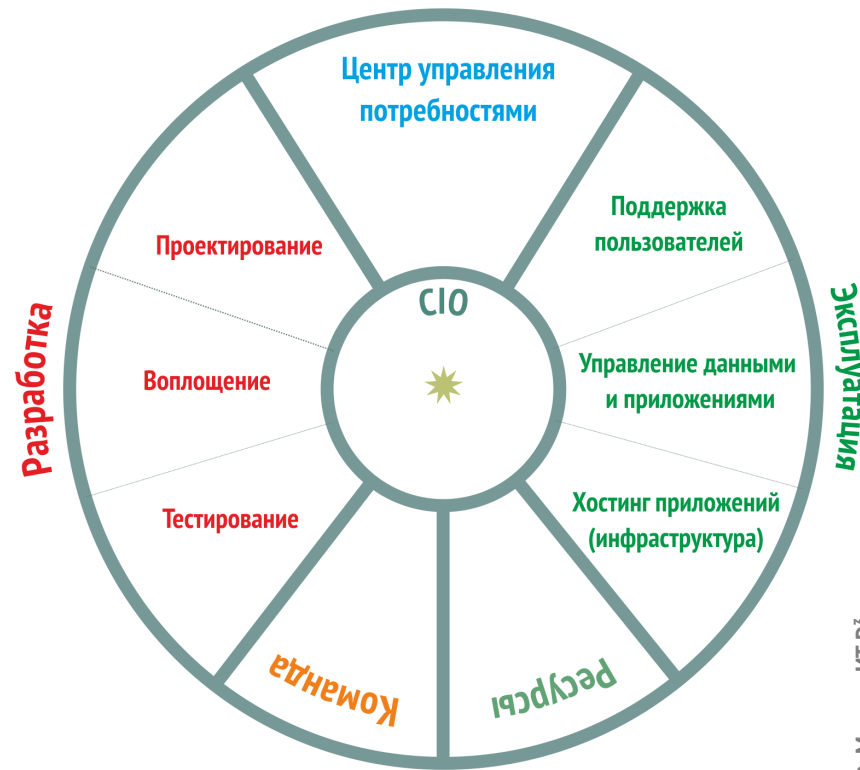 Центр управления
потребностями
Поддержка
пользователей
Проектирование
CIO
Разработка
Эксплуатация
Воплощение
Управление данными
и приложениями
Тестирование
Хостинг приложений
(инфраструктура)
Команда
Ресурсы